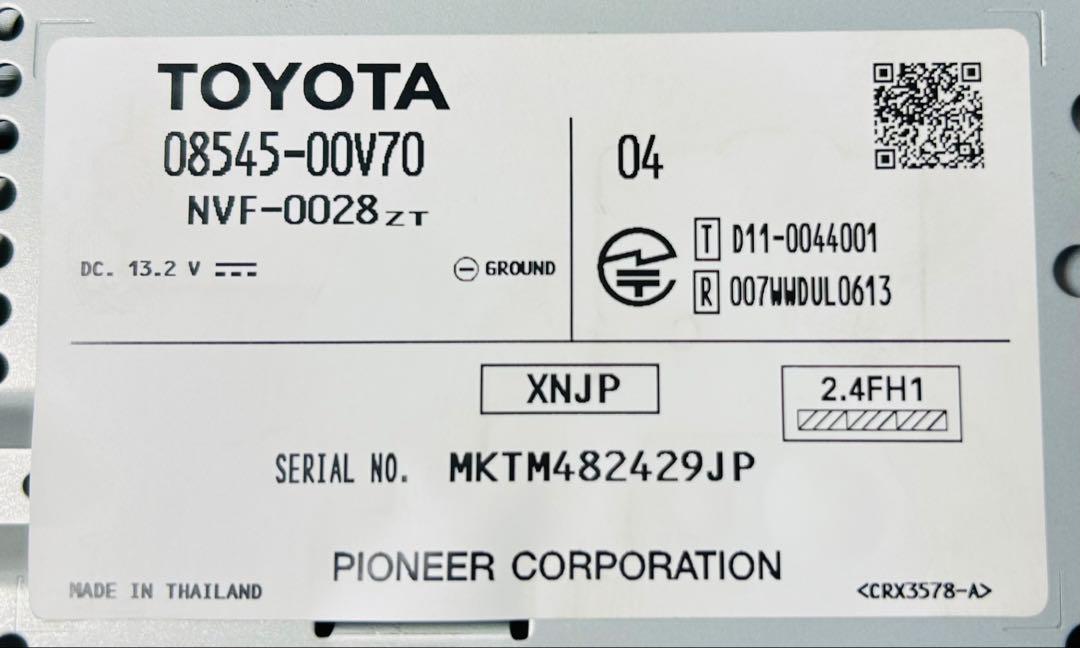 TOYOTA
08545-00V70
NVF-0028ZT
DC. 13.2 V
GROUND
04
T D11-0044001
R 007WWDUL0613
XNJP
2.4FH1
SERIAL NO. MKTM482429JP
PIONEER CORPORATION
MADE IN THAILAND
<CRX3578-A>